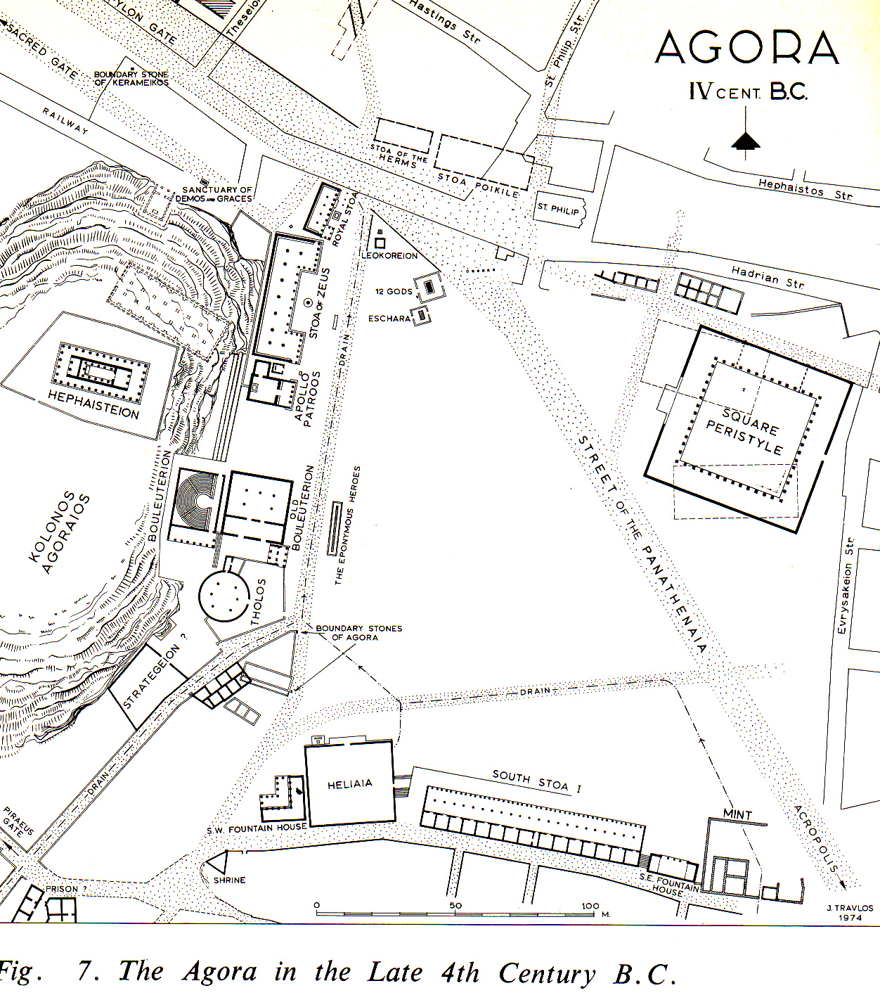 AGORA
IV CENT. B.C.
PYLON GATE
Theseion
Hastings Str
St. Philip Str.
SACRED GATE
BOUNDARY STONE
OF KERAMEIKOS
RAILWAY
STOA OF THE
HERMS
STOA POIKILE
Hephaistos Str.
ST. PHILIP
SANCTUARY OF
DEMOS AND GRACES
ROYAL STOA
LEOKOREION
Hadrian Str.
12 GODS
ESCHARA
STOA OF ZEUS
DRAIN
APOLLO
PATROOS
HEPHAISTEION
SQUARE
PERISTYLE
STREET OF THE PANATHENAIA
BOULEUTERION
OLD
BOULEUTERION
THE EPONYMOUS HEROES
KOLONOS
AGORAIOS
Evrysakeion Str.
THOLOS
BOUNDARY STONES
OF AGORA
STRATEGEION ?
DRAIN
DRAIN
HELIAIA
SOUTH STOA I
MINT
ACROPOLIS
PIRAEUS
GATE
S.W. FOUNTAIN HOUSE
SHRINE
S.E. FOUNTAIN
HOUSE
PRISON ?
0 50 100 M.
J. TRAVLOS
1974
Fig. 7. The Agora in the Late 4th Century B.C.